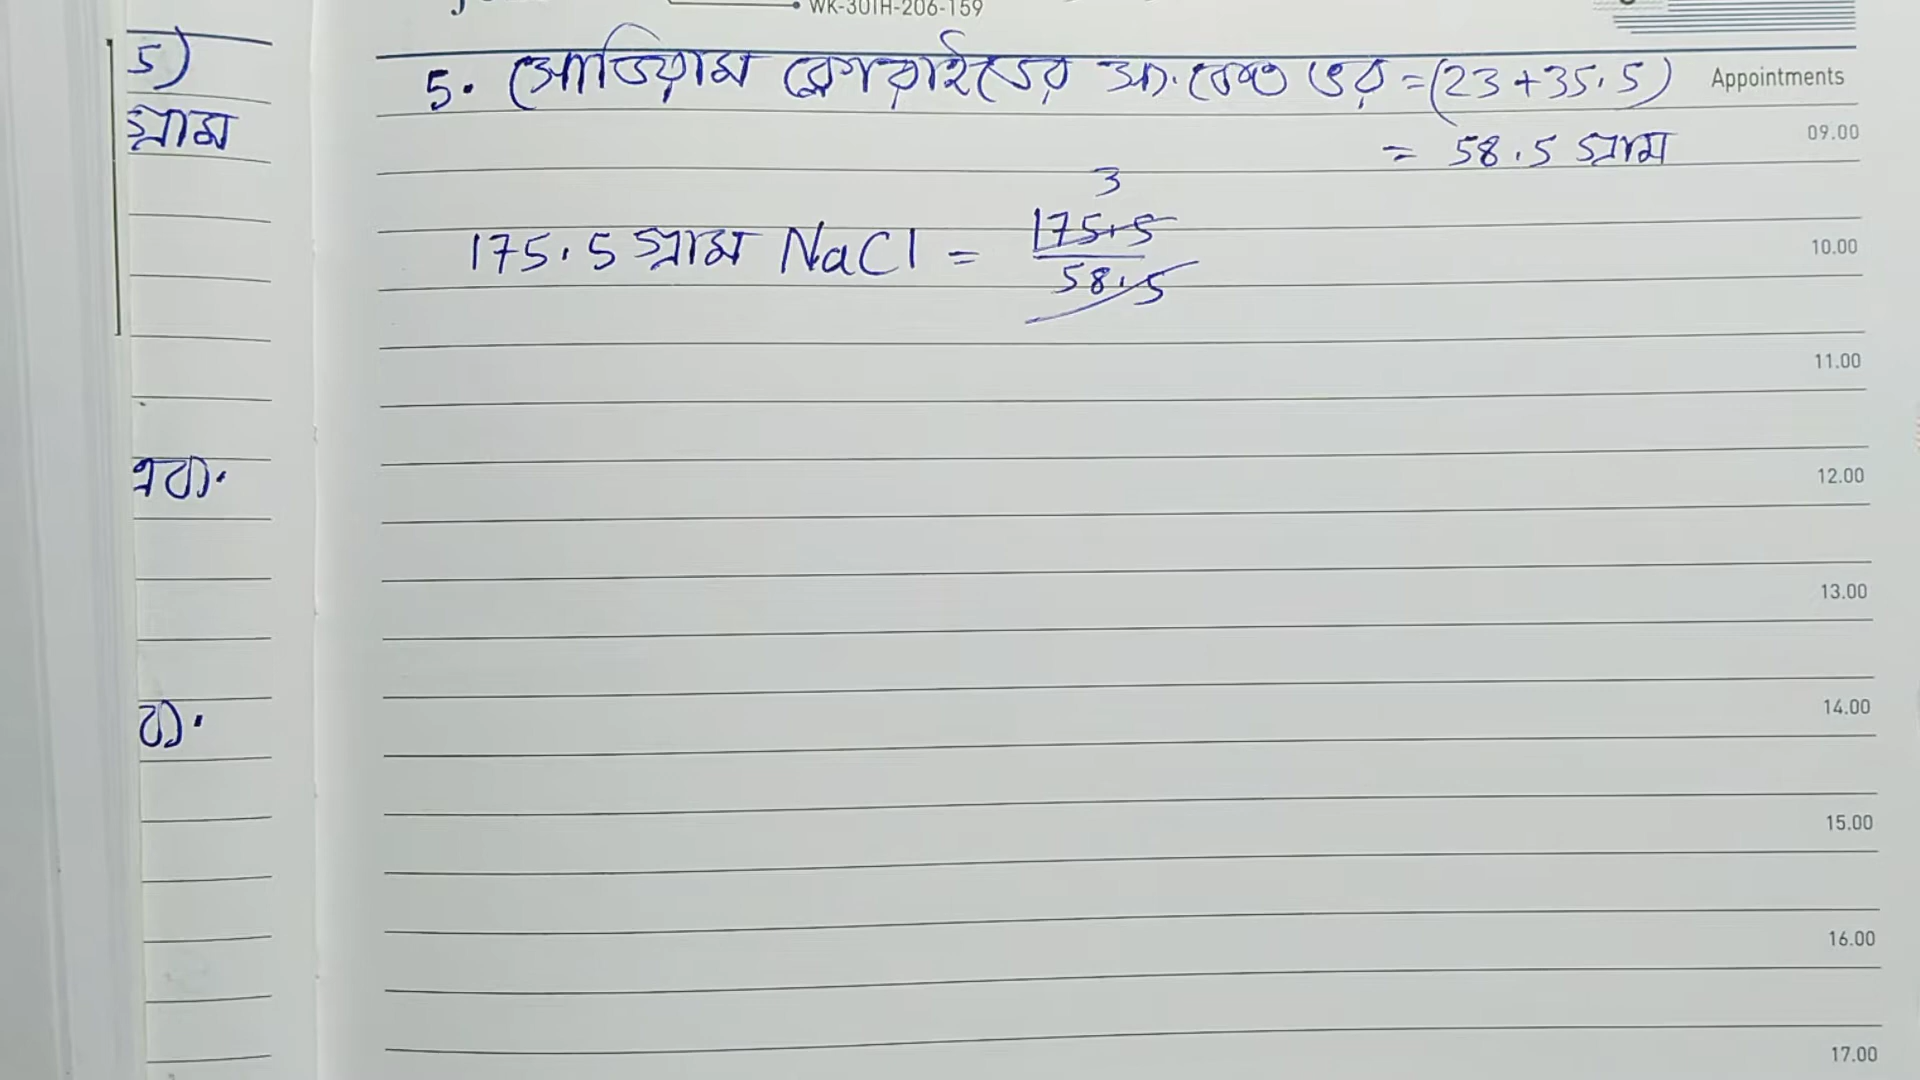 WK-30TH-206-159
5)
গ্রাম
এবং
বং
5. সোডিয়াম ক্লোরাইডের আ. ভর = (23+35.5)
= 58.5 গ্রাম
3
175.5 গ্রাম NaCl = 175.5
58.5
Appointments
09.00
10.00
11.00
12.00
13.00
14.00
15.00
16.00
17.00